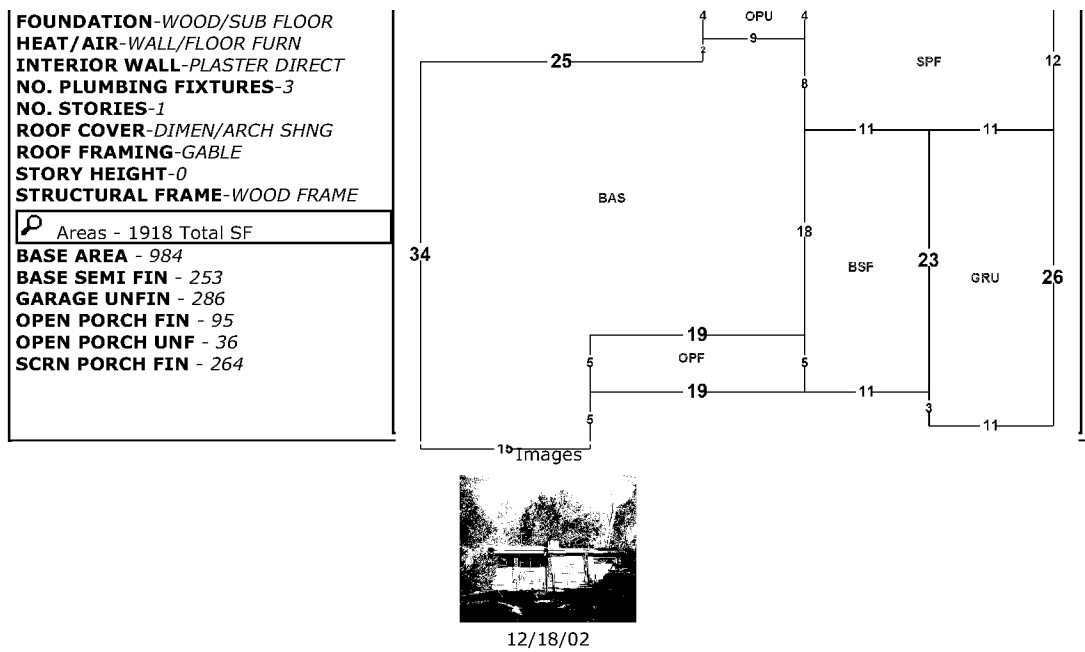 FOUNDATION-WOOD/SUB FLOOR
HEAT/AIR-WALL/FLOOR FURN
INTERIOR WALL-PLASTER DIRECT
NO. PLUMBING FIXTURES-3
NO. STORIES-1
ROOF COVER-DIMEN/ARCH SHNG
ROOF FRAMING-GABLE
STORY HEIGHT-0
STRUCTURAL FRAME-WOOD FRAME
Areas - 1918 Total SF
BASE AREA - 984
BASE SEMI FIN - 253
GARAGE UNFIN - 286
OPEN PORCH FIN - 95
OPEN PORCH UNF - 36
SCRN PORCH FIN - 264
4 OPU 4
9
2
25 SPF 12
8
11 11
BAS
18
34 BSF 23 GRU 26
19
5 OPF 5
19 11
3
5 11
15
Images
12/18/02